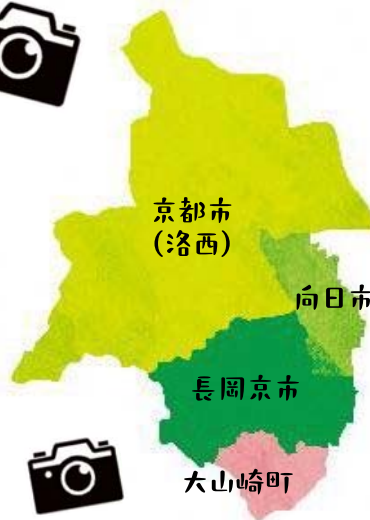 京都市
(洛西)
向日市
長岡京市
大山崎町